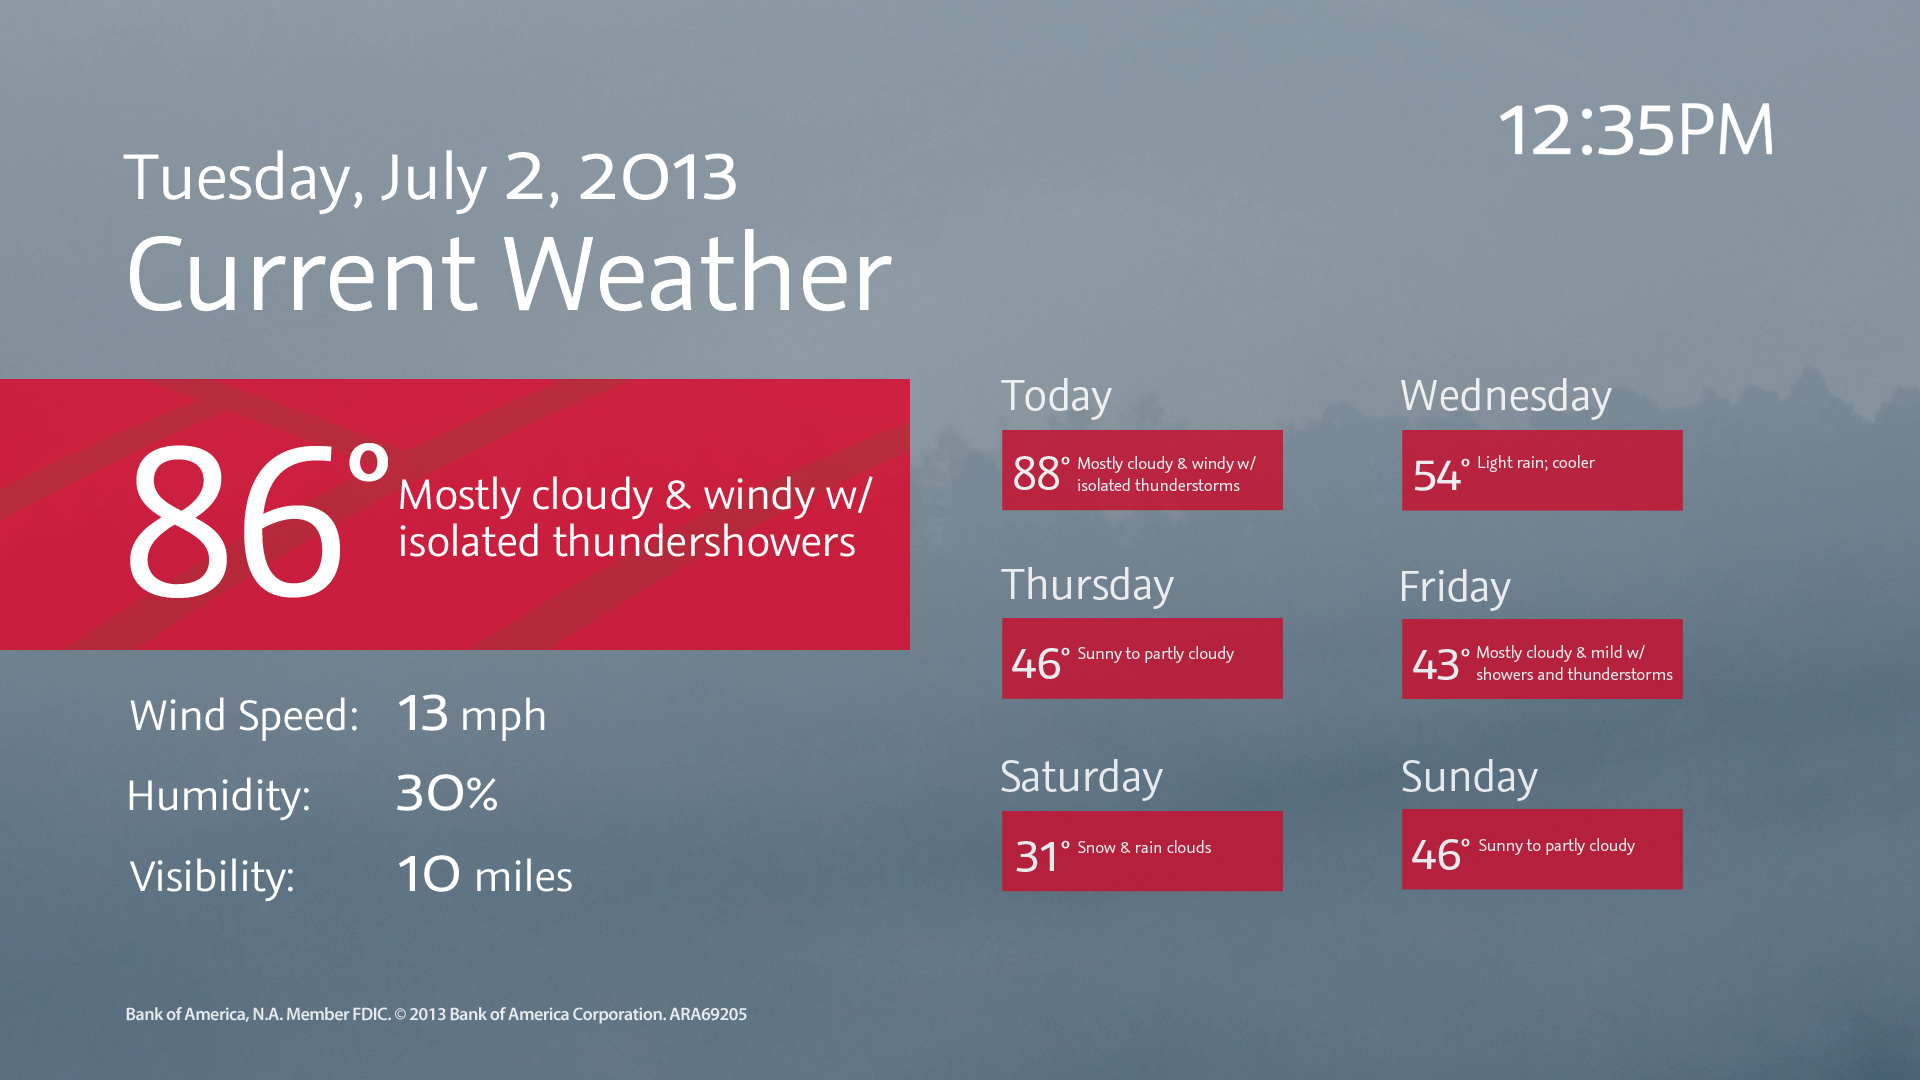 12:35PM
Tuesday, July 2, 2013
Current Weather
86° Mostly cloudy & windy w/
isolated thundershowers
Wind Speed: 13 mph
Humidity: 30%
Visibility: 10 miles
Today
88° Mostly cloudy & windy w/
isolated thunderstorms
Wednesday
54° Light rain; cooler
Thursday
46° Sunny to partly cloudy
Friday
43° Mostly cloudy & mild w/
showers and thunderstorms
Saturday
31° Snow & rain clouds
Sunday
46° Sunny to partly cloudy
Bank of America, N.A. Member FDIC. © 2013 Bank of America Corporation. ARA69205